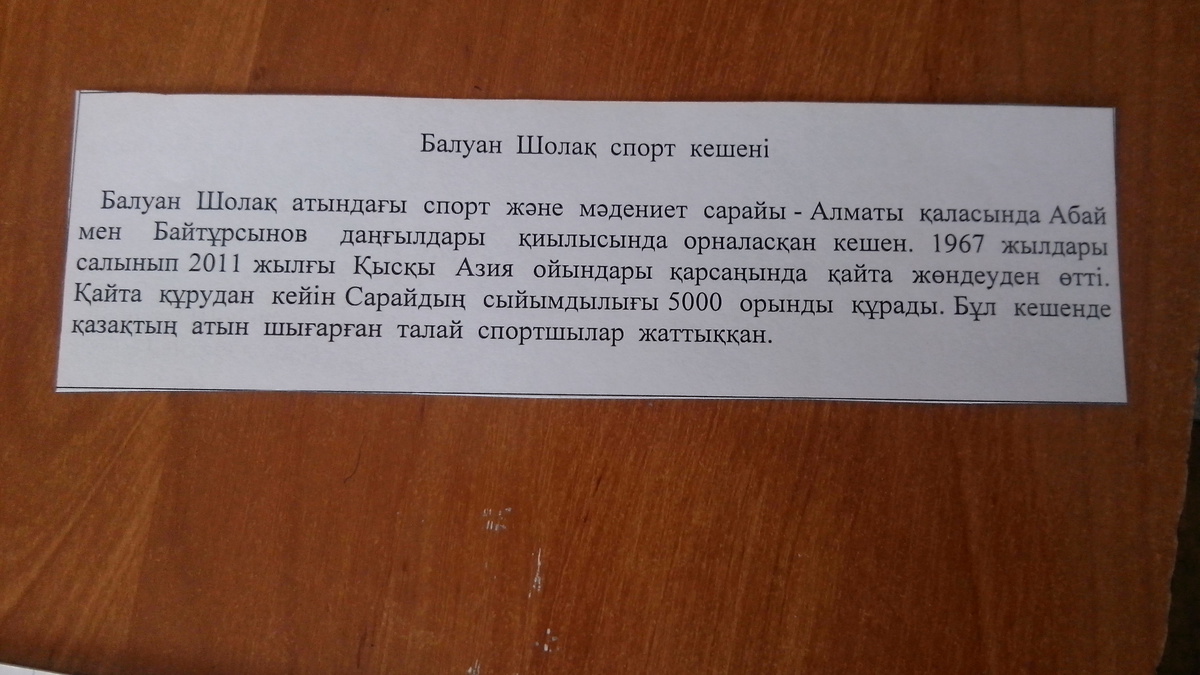 Балуан Шолақ спорт кешені
Балуан Шолақ атындағы спорт және мәдениет сарайы - Алматы қаласында Абай
мен Байтұрсынов даңғылдары қиылысында орналасқан кешен. 1967 жылдары
салынып 2011 жылғы Қысқы Азия ойындары қарсаңында қайта жөндеуден өтті.
Қайта құрудан кейін Сарайдың сыйымдылығы 5000 орынды құрады. Бұл кешенде
қазақтың атын шығарған талай спортшылар жаттыққан.